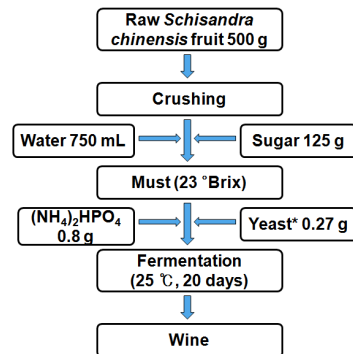 Raw Schisandra
chinensis fruit 500 g
Crushing
Water 750 mL
Sugar 125 g
Must (23 °Brix)
(NH4)2HPO4
0.8 g
Yeast* 0.27 g
Fermentation
(25 ℃, 20 days)
Wine